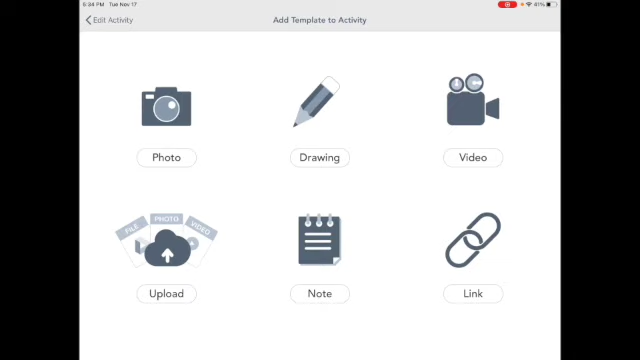 5:34 PM Tue Nov 17
41%
Edit Activity
Add Template to Activity
Photo
Drawing
Video
FILE
PHOTO
VIDEO
Upload
Note
Link